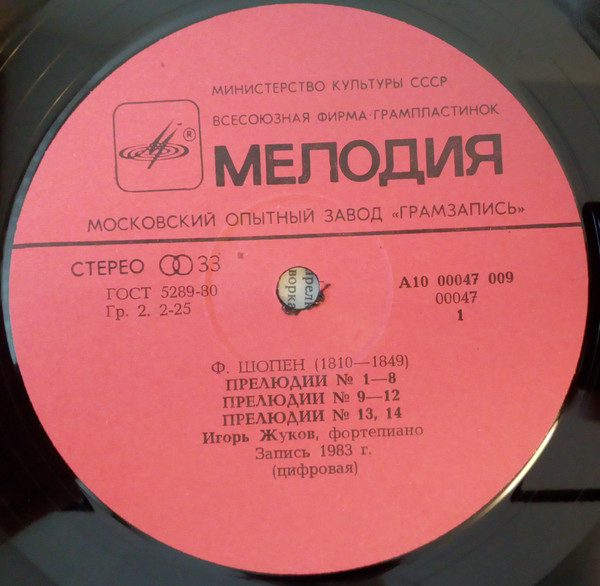 МИНИСТЕРСТВО КУЛЬТУРЫ СССР
ВСЕСОЮЗНАЯ ФИРМА ГРАМПЛАСТИНОК
®
МЕЛОДИЯ
МОСКОВСКИЙ ОПЫТНЫЙ ЗАВОД «ГРАМЗАПИСЬ»
СТЕРЕО 33
ГОСТ 5289-80
Гр. 2. 2-25
А10 00047 009
00047
1
Ф. ШОПЕН (1810—1849)
ПРЕЛЮДИИ № 1—8
ПРЕЛЮДИИ № 9—12
ПРЕЛЮДИИ № 13, 14
Игорь Жуков, фортепиано
Запись 1983 г.
(цифровая)